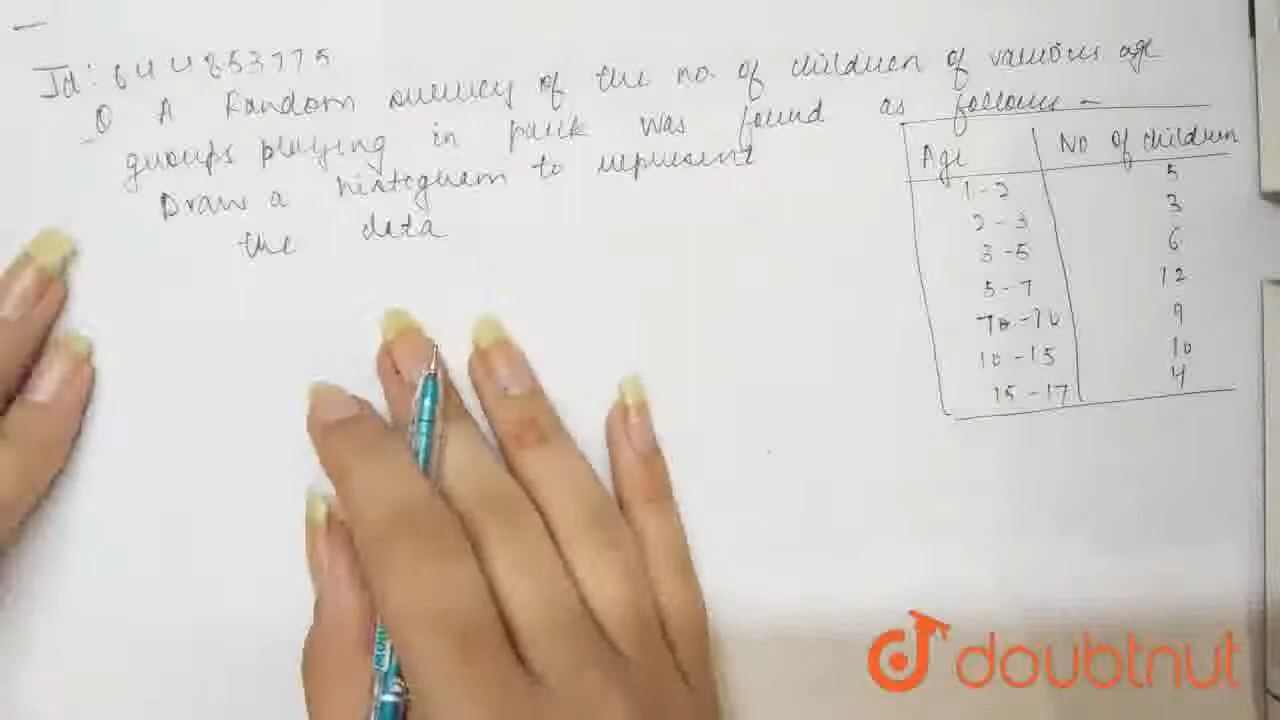 Id: 644853775
Q A Random survey of the no. of children of various age
groups playing in park was found as follows -
Draw a histogram to represent
the data
Age No of children
1-2 5
2-3 3
3-5 6
5-7 12
7-10 9
10-15 10
15-17 4
doubtnut